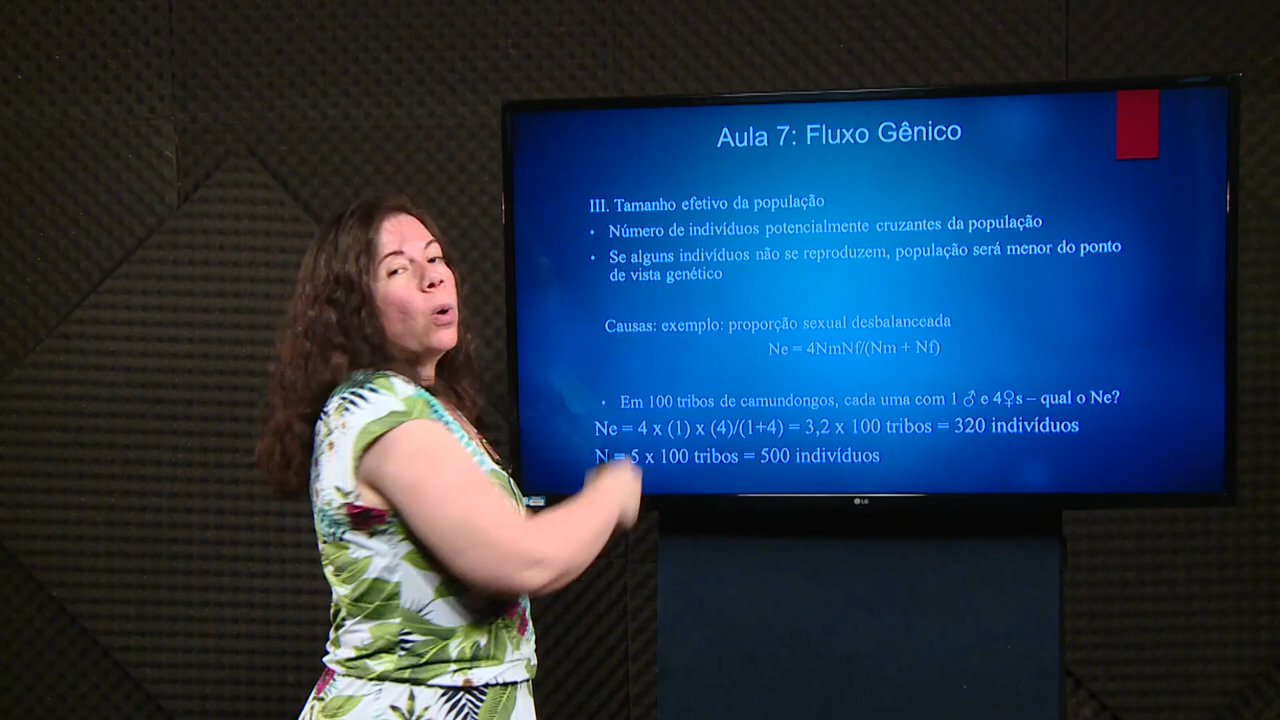 Aula 7: Fluxo Gênico
III. Tamanho efetivo da população
• Número de indivíduos potencialmente cruzantes da população
• Se alguns indivíduos não se reproduzem, população será menor do ponto
de vista genético
Causas: exemplo: proporção sexual desbalanceada
Ne = 4NmNf/(Nm + Nf)
• Em 100 tribos de camundongos, cada uma com 1 ♂ e 4♀s – qual o Ne?
Ne = 4 x (1) x (4)/(1+4) = 3,2 x 100 tribos = 320 indivíduos
N = 5 x 100 tribos = 500 indivíduos
LG